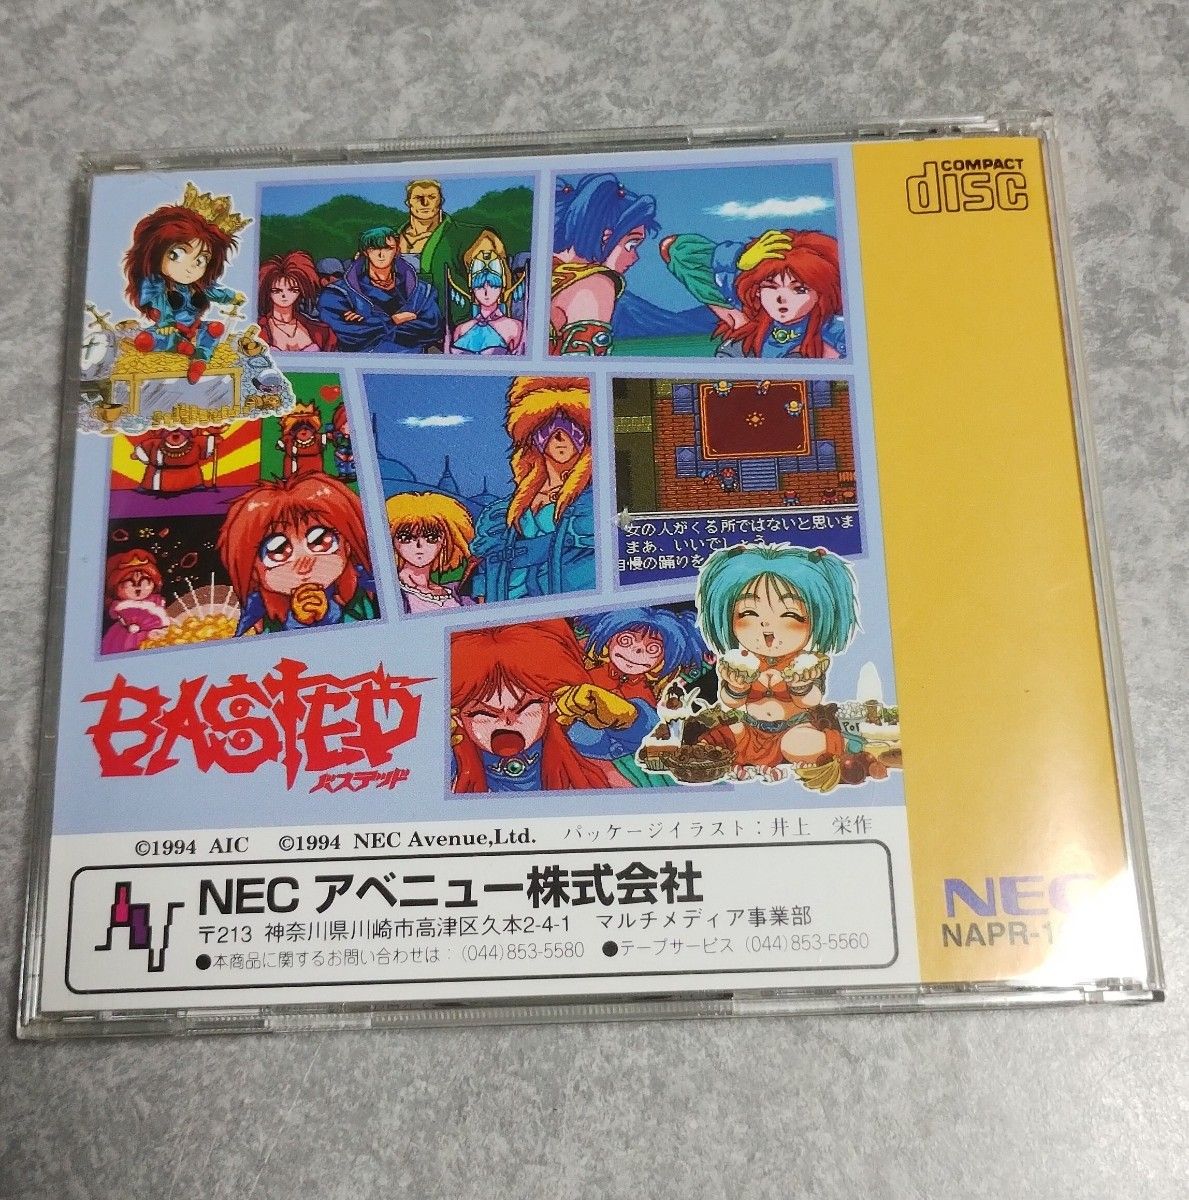 COMPACT
disc
女の人がくる所ではないと思いま
まあ、いいでしょう
自慢の踊りを
Pot
BASTED
バステッド
©1994 AIC ©1994 NEC Avenue,Ltd. パッケージイラスト：井上 栄作
NEC アベニュー株式会社
〒213 神奈川県川崎市高津区久本2-4-1 マルチメディア事業部
●本商品に関するお問い合わせは：(044)853-5580 ●テープサービス (044)853-5560
NEC